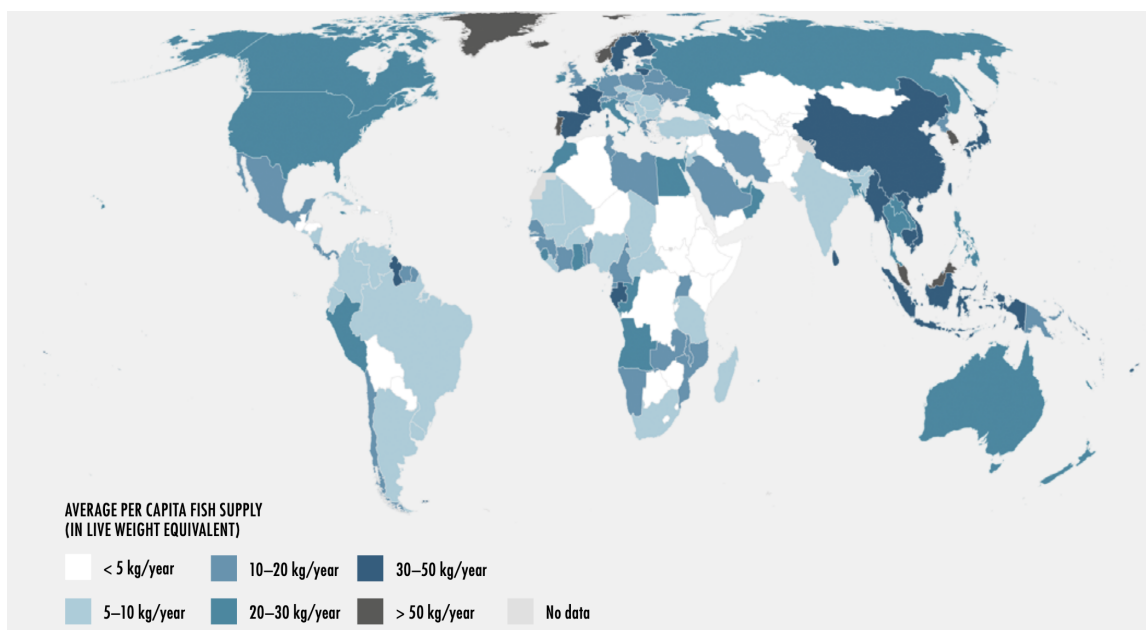 AVERAGE PER CAPITA FISH SUPPLY
(IN LIVE WEIGHT EQUIVALENT)
< 5 kg/year
10–20 kg/year
30–50 kg/year
5–10 kg/year
20–30 kg/year
> 50 kg/year
No data